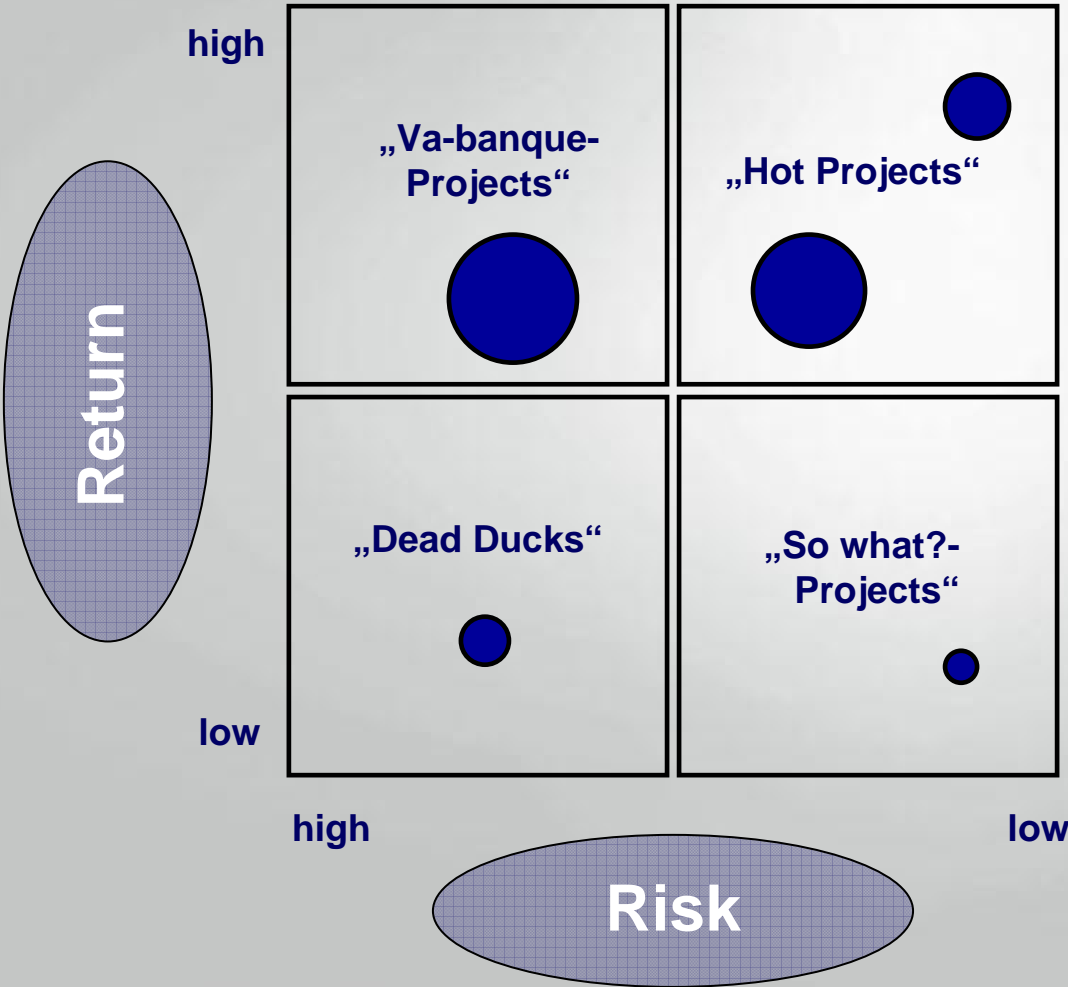 high
„Va-banque-
Projects“
„Hot Projects“
Return
„Dead Ducks“
„So what?-
Projects“
low
high
low
Risk